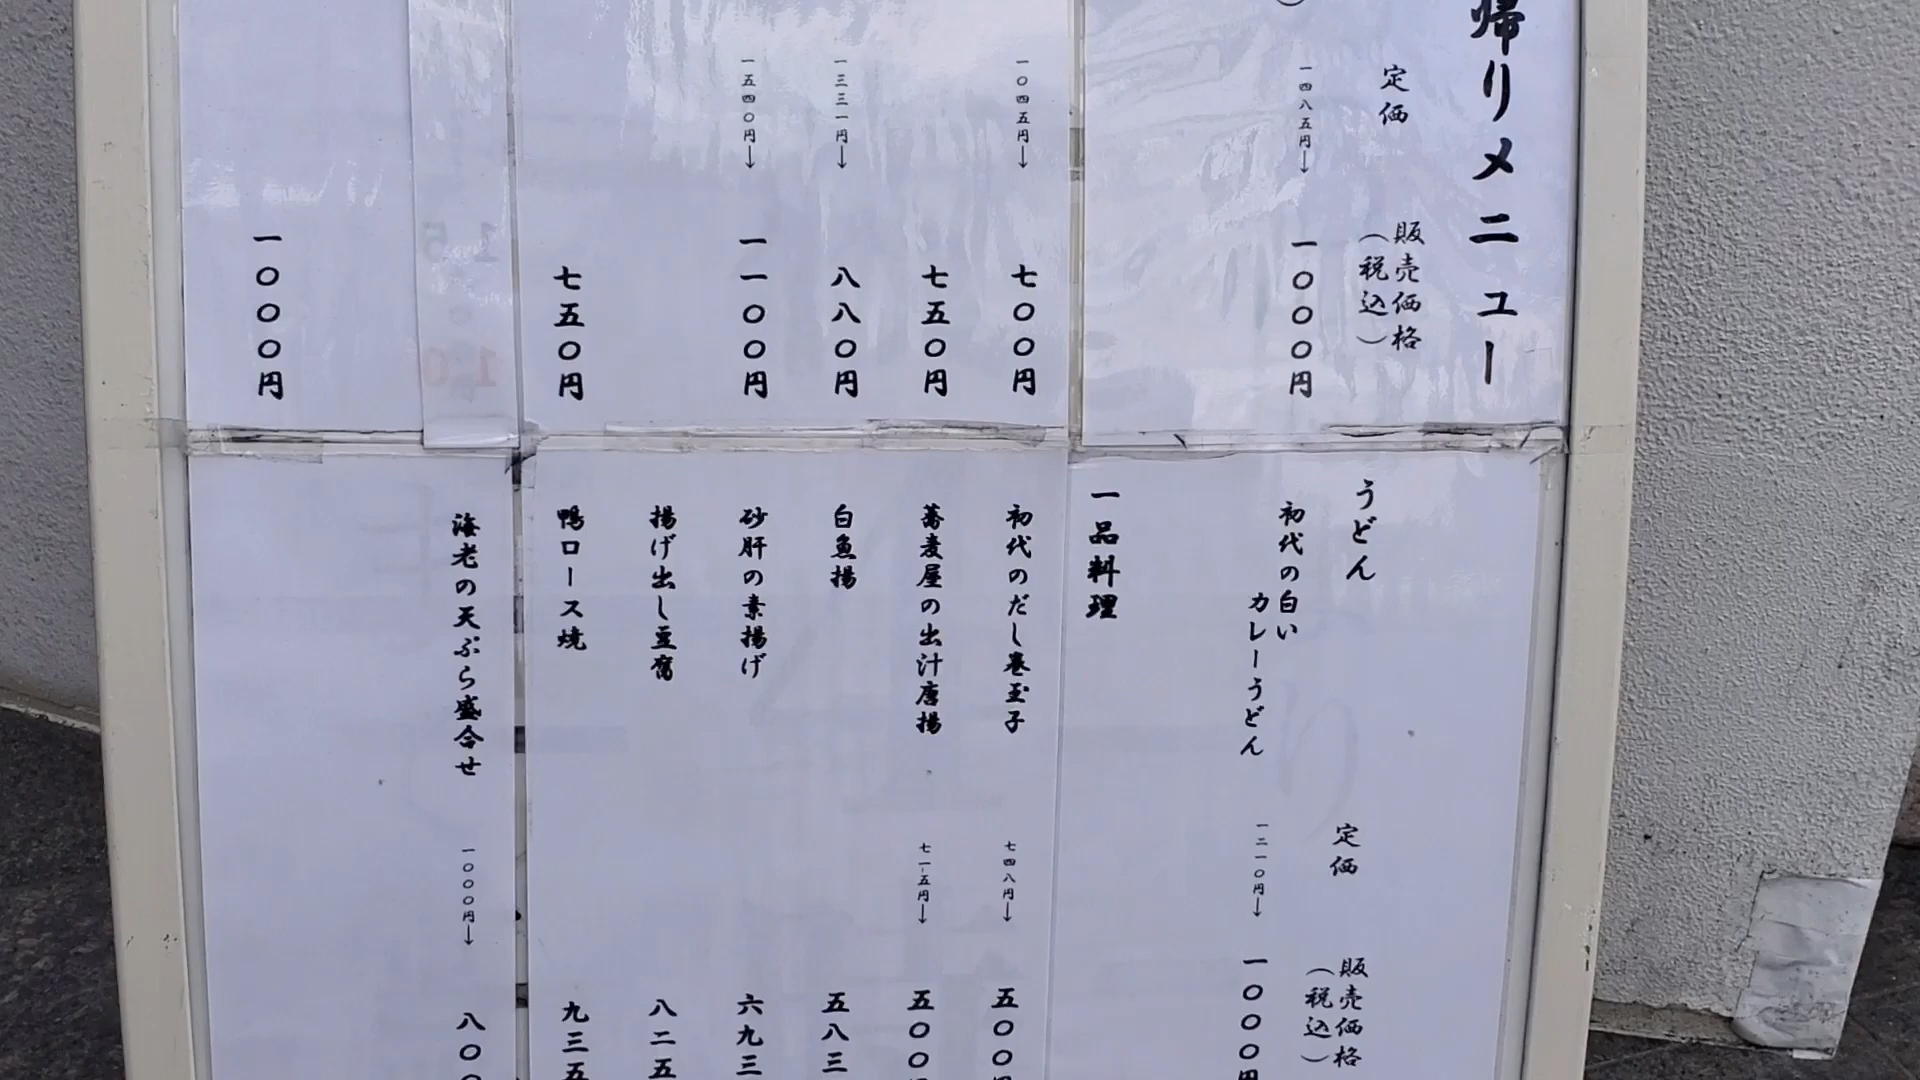 帰りメニュー
定価
販売価格
（税込）
一四八五円→
一〇〇〇円
一〇四五円→
七〇〇円
七五〇円
一三三一円→
八八〇円
一五四〇円→
一一〇〇円
七五〇円
一〇〇〇円
うどん
定価
販売価格
（税込）
初代の白い
カレーうどん
一二一〇円→
一〇〇〇円
一品料理
初代のだし巻玉子
七四八円→
五〇〇円
蕎麦屋の出汁唐揚
七一五円→
五〇〇円
白魚揚
五八三
砂肝の素揚げ
六九三
揚げ出し豆腐
八二五
鴨ロース焼
九三五
海老の天ぷら盛合せ
一〇〇〇円→
八〇〇